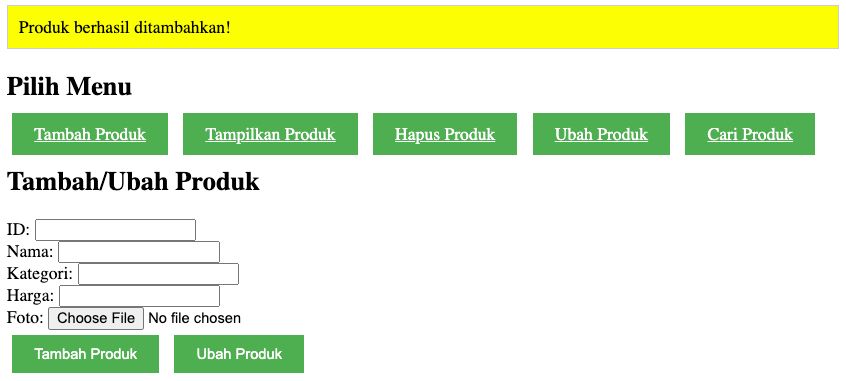 Produk berhasil ditambahkan!
Pilih Menu
Tambah Produk Tampilkan Produk Hapus Produk Ubah Produk Cari Produk
Tambah/Ubah Produk
ID:
Nama:
Kategori:
Harga:
Foto: Choose File No file chosen
Tambah Produk Ubah Produk